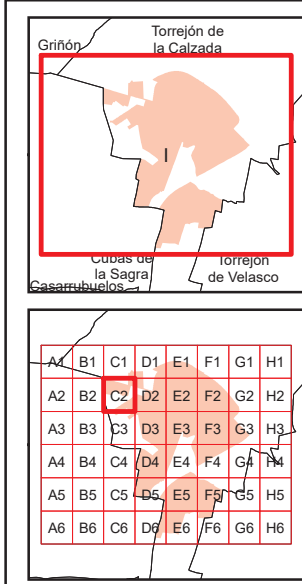 Torrejón de
la Calzada
Griñón
I
Cubas de
la Sagra
Torrejón
de Velasco
Casarrubuelos
A1 B1 C1 D1 E1 F1 G1 H1
A2 B2 C2 D2 E2 F2 G2 H2
A3 B3 C3 D3 E3 F3 G3 H3
A4 B4 C4 D4 E4 F4 G4 H4
A5 B5 C5 D5 E5 F5 G5 H5
A6 B6 C6 D6 E6 F6 G6 H6